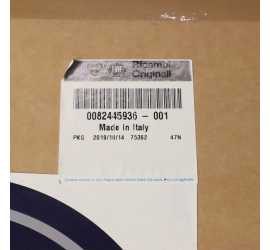 Ricambi
Originali
0082445936 - 001
Made in Italy
PKG 2019/10/14 75362 47N